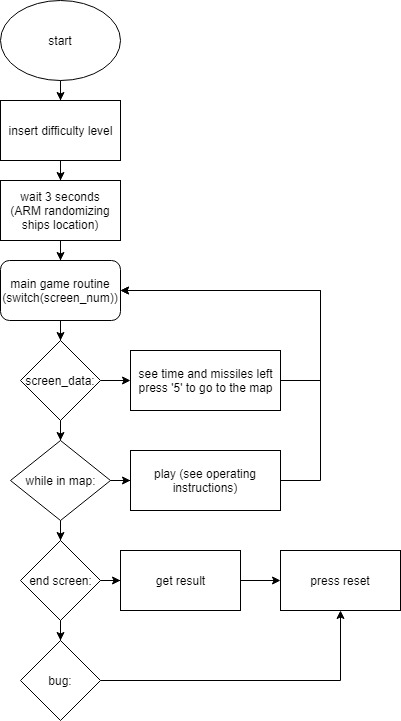 start
insert difficulty level
wait 3 seconds
(ARM randomizing
ships location)
main game routine
(switch(screen_num))
screen_data:
see time and missiles left
press '5' to go to the map
while in map:
play (see operating
instructions)
end screen:
get result
press reset
bug: